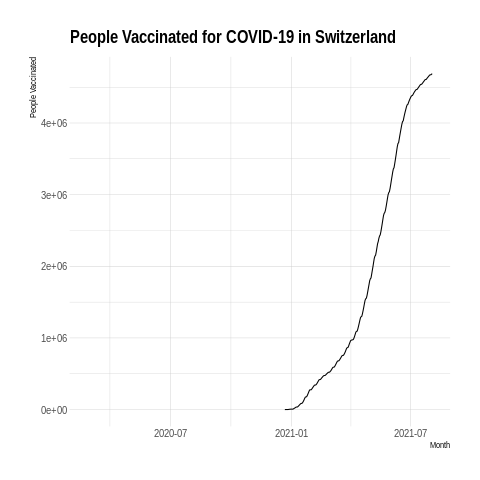 People Vaccinated for COVID-19 in Switzerland
People Vaccinated
4e+06
3e+06
2e+06
1e+06
0e+00
2020-07 2021-01 2021-07
Month